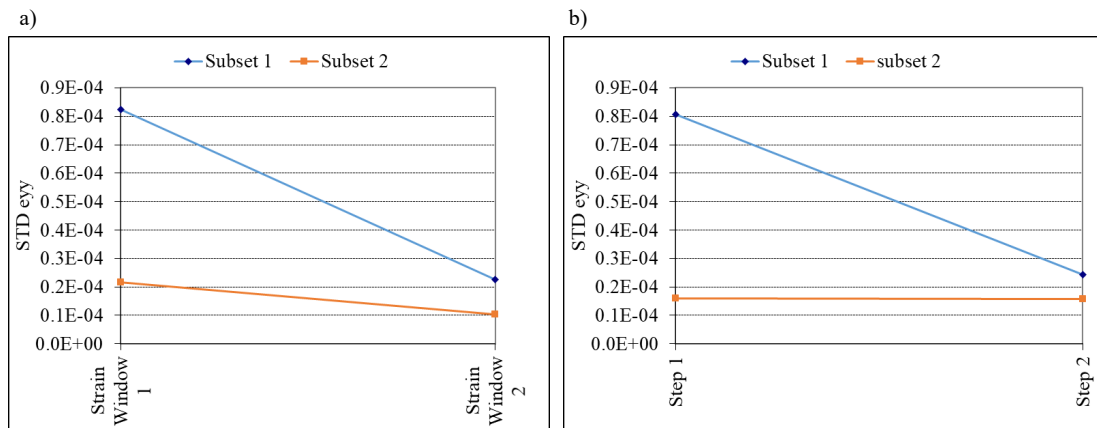 a)
Subset 1 Subset 2
0.9E-04
0.8E-04
0.7E-04
0.6E-04
0.5E-04
0.4E-04
0.3E-04
0.2E-04
0.1E-04
0.0E+00
STD eyy
Strain
Window
1
Strain
Window
2
b)
Subset 1 subset 2
0.9E-04
0.8E-04
0.7E-04
0.6E-04
0.5E-04
0.4E-04
0.3E-04
0.2E-04
0.1E-04
0.0E+00
STD eyy
Step 1
Step 2